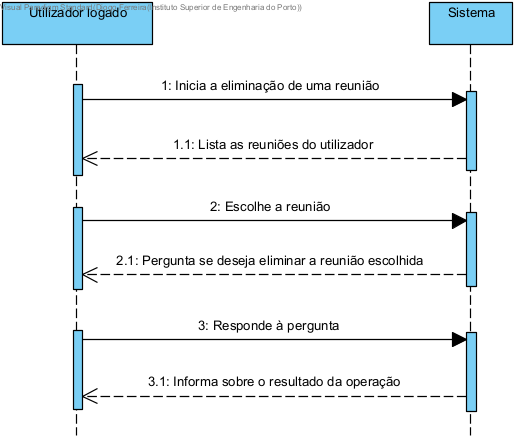 Visual Paradigm Standard(Diogo Ferreira(Instituto Superior de Engenharia do Porto))
Utilizador logado
Sistema
1: Inicia a eliminação de uma reunião
1.1: Lista as reuniões do utilizador
2: Escolhe a reunião
2.1: Pergunta se deseja eliminar a reunião escolhida
3: Responde à pergunta
3.1: Informa sobre o resultado da operação